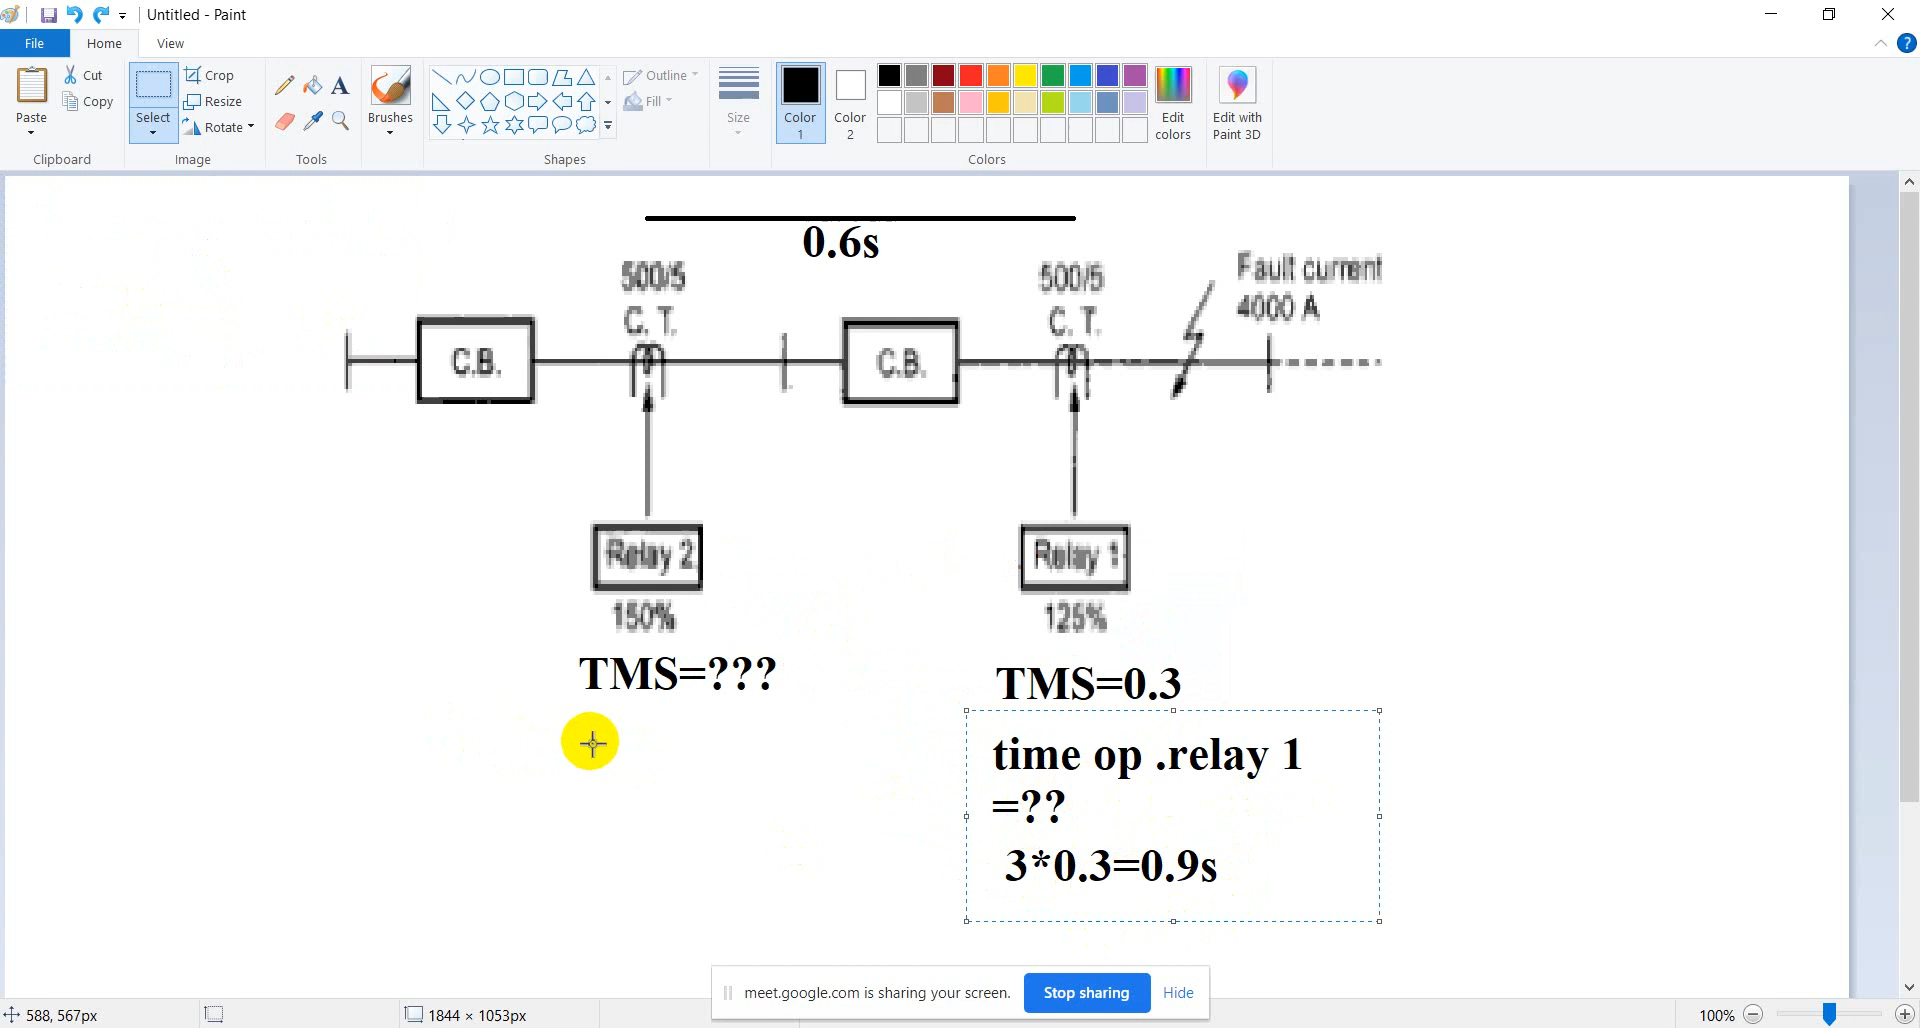 Untitled - Paint
File Home View
Paste
Cut
Copy
Clipboard
Select
Crop
Resize
Rotate
Image
A
Tools
Brushes
Shapes
Outline
Fill
Size
Color 1
Color 2
Edit colors
Colors
Edit with Paint 3D
?
0.6s
500/5
C. T.
500/5
C. T.
Fault current
4000 A
C.B.
C.B.
Relay 2
150%
Relay 1
125%
TMS=???
TMS=0.3
time op .relay 1
=??
3*0.3=0.9s
meet.google.com is sharing your screen. Stop sharing Hide
588, 567px
1844 × 1053px
100%